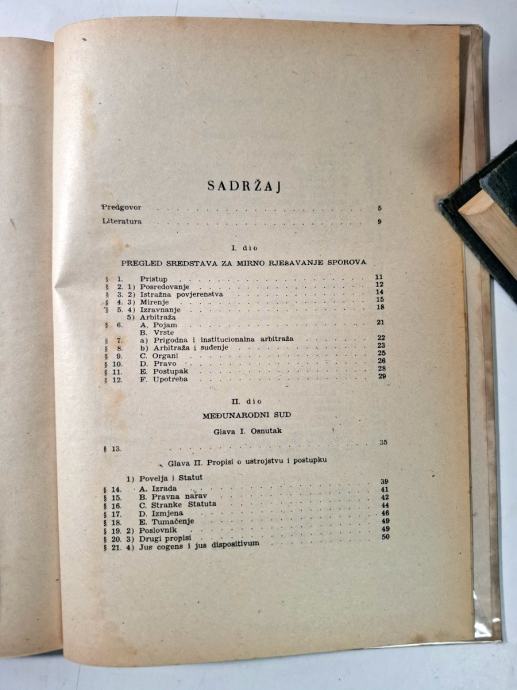 SADRŽAJ
Predgovor . . . . . . . . . . . . . . . . 5
Literatura . . . . . . . . . . . . . . . . 9
I. dio
PREGLED SREDSTAVA ZA MIRNO RJEŠAVANJE SPOROVA
§ 1. Pristup . . . . . . . . . . . . . . . 11
§ 2. 1) Posredovanje . . . . . . . . . . . . 12
§ 3. 2) Istražna povjerenstva . . . . . . . . . 14
§ 4. 3) Mirenje . . . . . . . . . . . . . . 15
§ 5. 4) Izravnanje . . . . . . . . . . . . . 18
5) Arbitraža
§ 6. A. Pojam . . . . . . . . . . . . . . 21
B. Vrste
§ 7. a) Prigodna i institucionalna arbitraža . . . . 22
§ 8. b) Arbitraža i suđenje . . . . . . . . . 23
§ 9. C. Organi . . . . . . . . . . . . . . 25
§ 10. D. Pravo . . . . . . . . . . . . . . 26
§ 11. E. Postupak . . . . . . . . . . . . . 28
§ 12. F. Upotreba . . . . . . . . . . . . . 29
II. dio
MEĐUNARODNI SUD
Glava I. Osnutak
§ 13. . . . . . . . . . . . . . . . . . 35
Glava II. Propisi o ustrojstvu i postupku
1) Povelja i Statut
§ 14. A. Izrada . . . . . . . . . . . . . . 39
§ 15. B. Pravna narav . . . . . . . . . . . 41
§ 16. C. Stranke Statuta . . . . . . . . . . 42
§ 17. D. Izmjena . . . . . . . . . . . . . 44
§ 18. E. Tumačenje . . . . . . . . . . . . 46
§ 19. 2) Poslovnik . . . . . . . . . . . . . 49
§ 20. 3) Drugi propisi . . . . . . . . . . . 49
§ 21. 4) Jus cogens i jus dispositivum . . . . . . 50